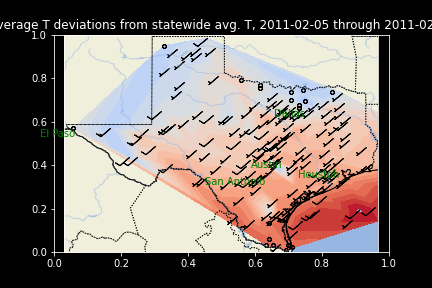 verage T deviations from statewide avg. T, 2011-02-05 through 2011-02
1.0
0.8
0.6
0.4
0.2
0.0
El Paso
Dallas
Austin
San Antonio
Houston
0.0 0.2 0.4 0.6 0.8 1.0